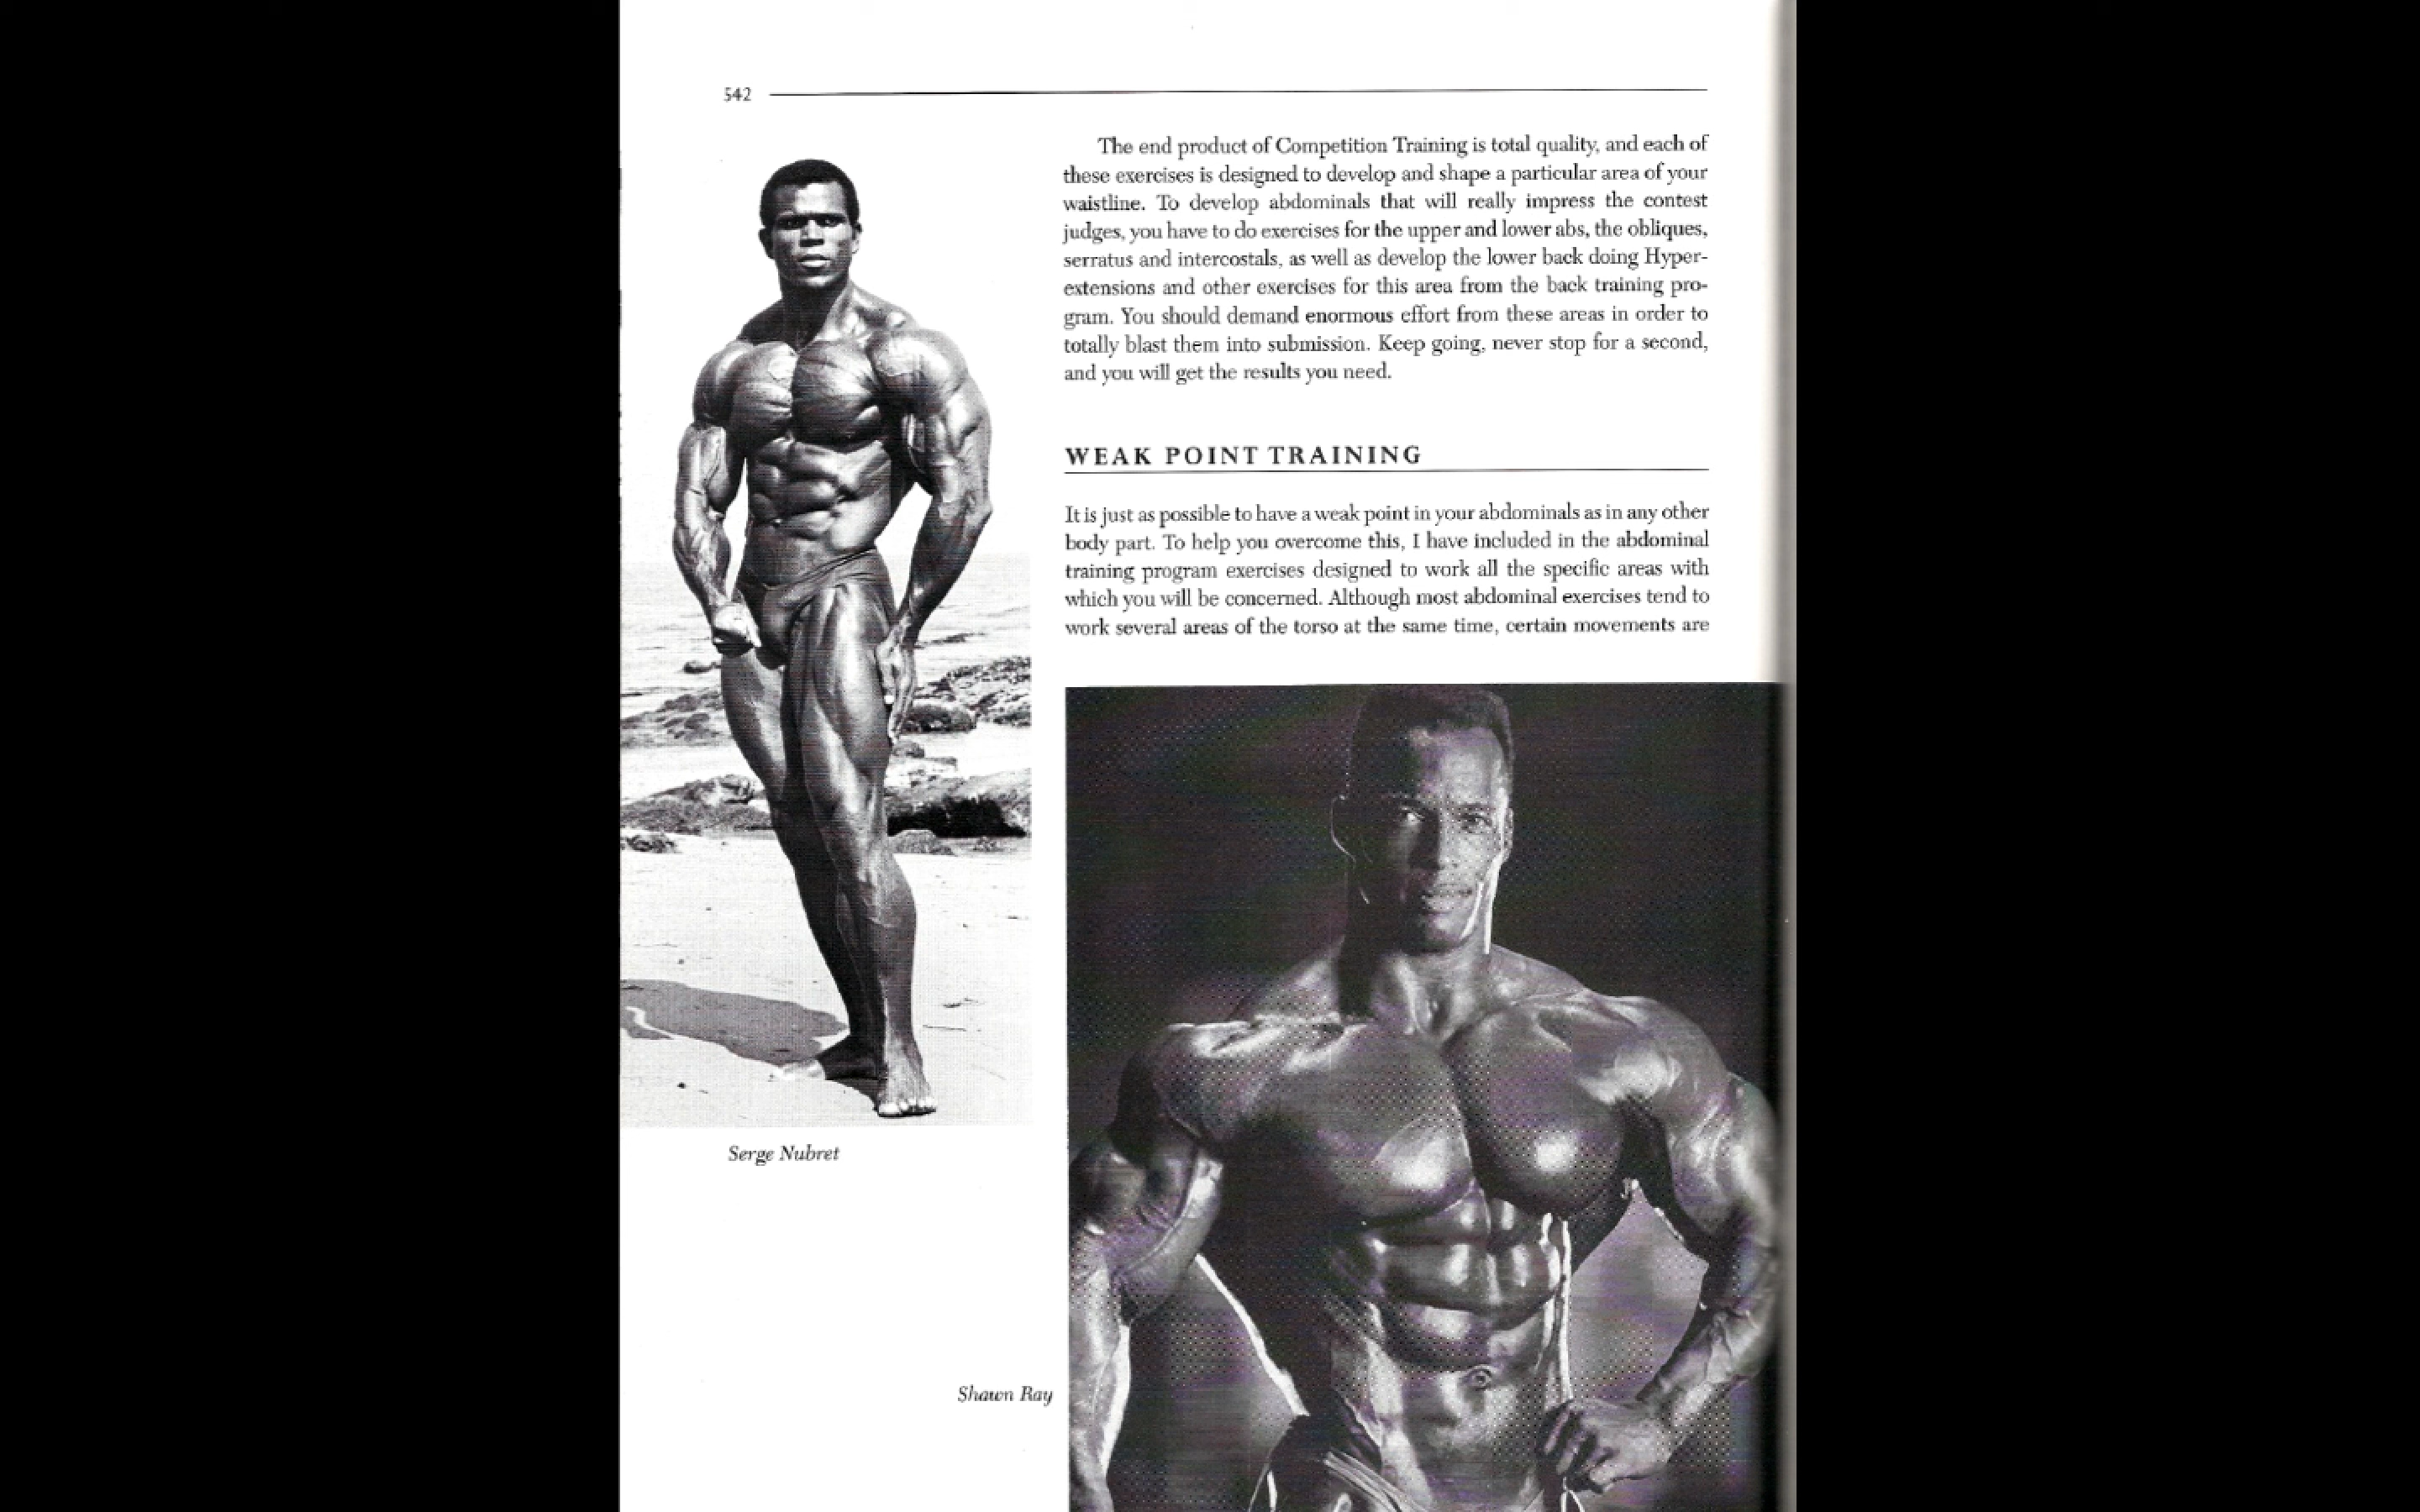 542
The end product of Competition Training is total quality, and each of
these exercises is designed to develop and shape a particular area of your
waistline. To develop abdominals that will really impress the contest
judges, you have to do exercises for the upper and lower abs, the obliques,
serratus and intercostals, as well as develop the lower back doing Hyper-
extensions and other exercises for this area from the back training pro-
gram. You should demand enormous effort from these areas in order to
totally blast them into submission. Keep going, never stop for a second,
and you will get the results you need.
WEAK POINT TRAINING
It is just as possible to have a weak point in your abdominals as in any other
body part. To help you overcome this, I have included in the abdominal
training program exercises designed to work all the specific areas with
which you will be concerned. Although most abdominal exercises tend to
work several areas of the torso at the same time, certain movements are
Serge Nubret
Shawn Ray